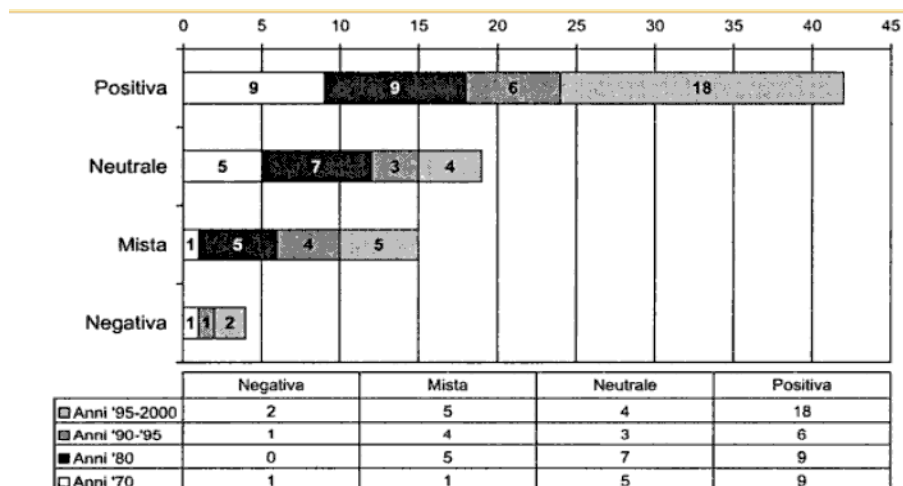 0 5 10 15 20 25 30 35 40 45
Positiva 9 9 6 18
Neutrale 5 7 3 4
Mista 1 5 4 5
Negativa 1 1 2
Negativa Mista Neutrale Positiva
Anni '95-2000 2 5 4 18
Anni '90-'95 1 4 3 6
Anni '80 0 5 7 9
Anni '70 1 1 5 9